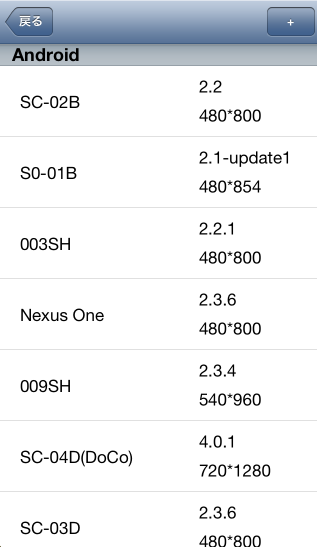 戻る
+
Android
SC-02B
2.2
480*800
S0-01B
2.1-update1
480*854
003SH
2.2.1
480*800
Nexus One
2.3.6
480*800
009SH
2.3.4
540*960
SC-04D(DoCo)
4.0.1
720*1280
SC-03D
2.3.6
480*800